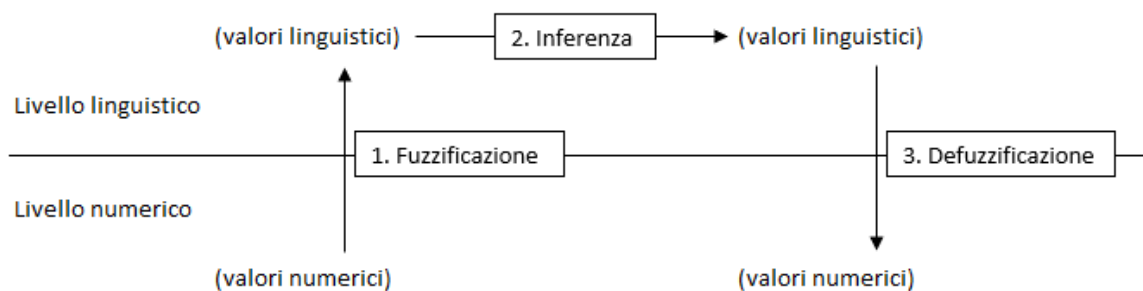 (valori linguistici)
2. Inferenza
(valori linguistici)
Livello linguistico
1. Fuzzificazione
3. Defuzzificazione
Livello numerico
(valori numerici)
(valori numerici)